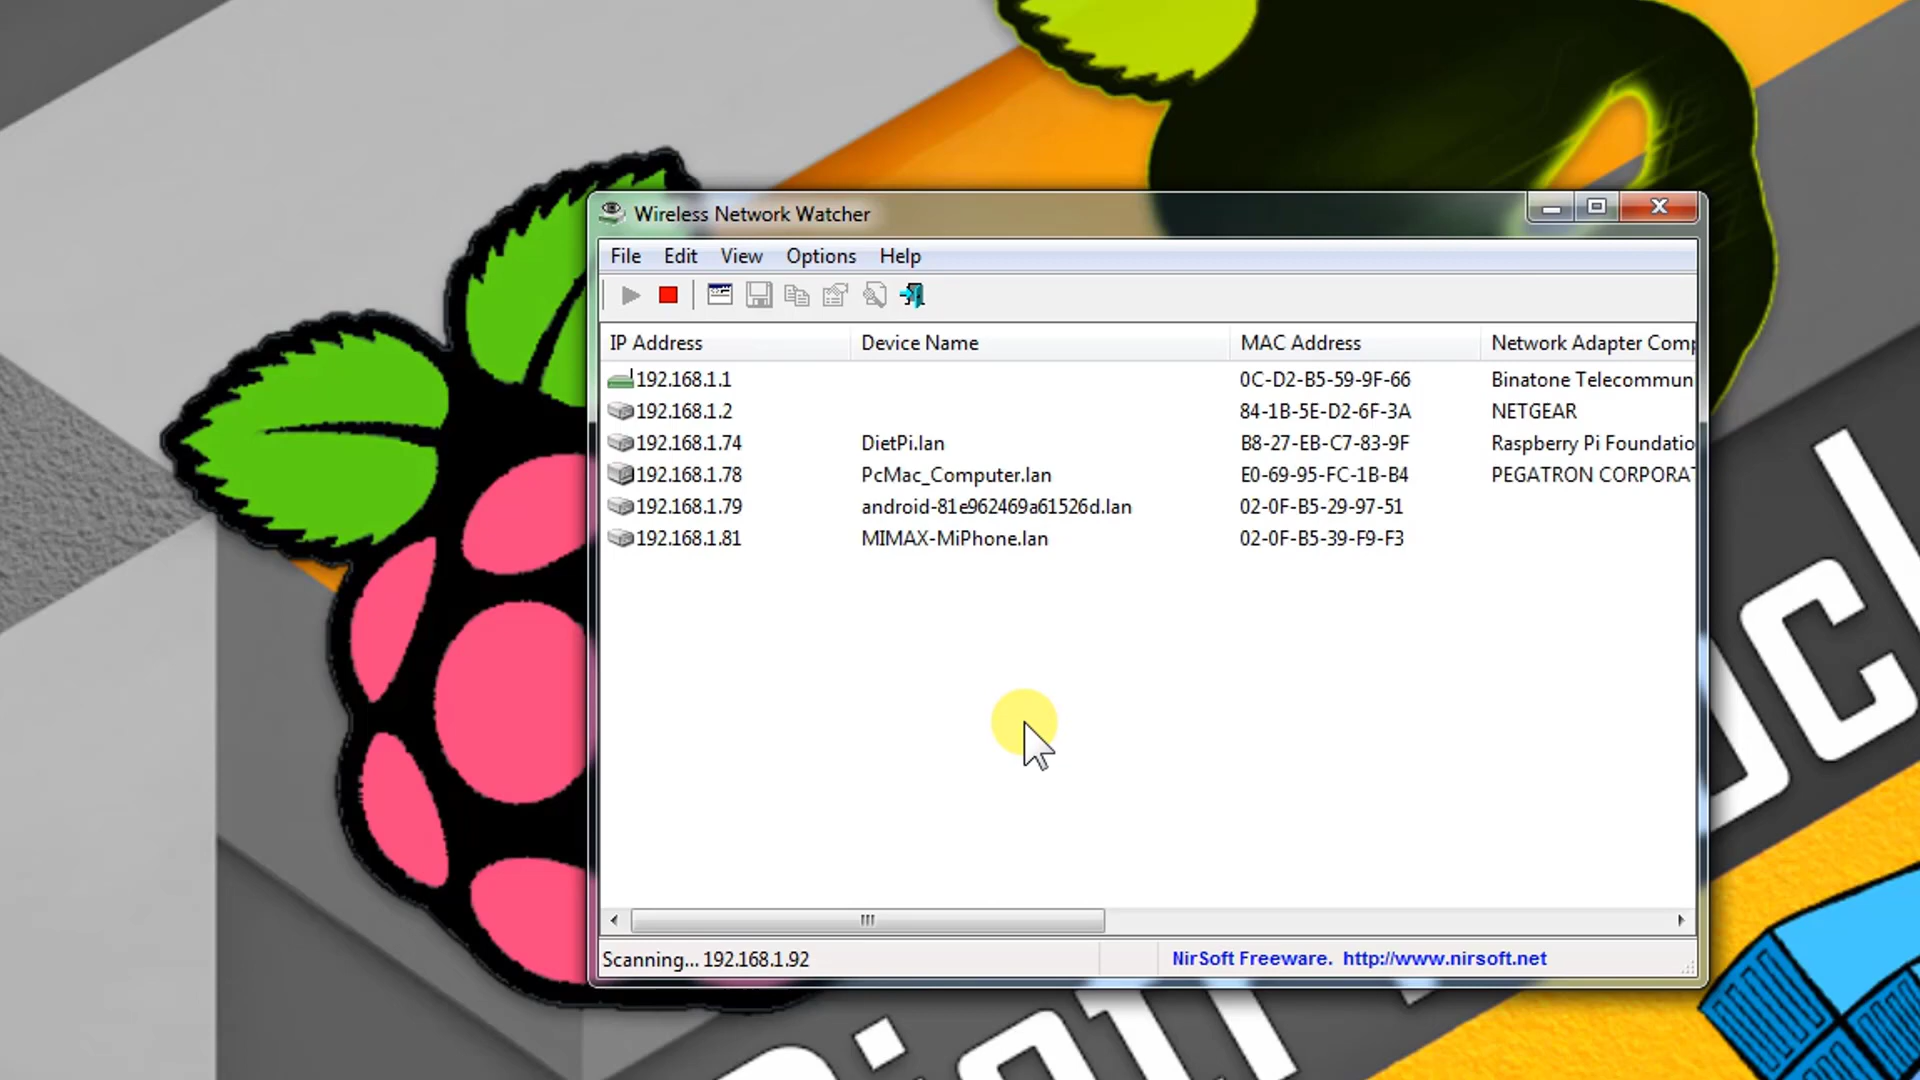 Wireless Network Watcher
File Edit View Options Help
IP Address Device Name MAC Address Network Adapter Comp
192.168.1.1 0C-D2-B5-59-9F-66 Binatone Telecommun
192.168.1.2 84-1B-5E-D2-6F-3A NETGEAR
192.168.1.74 DietPi.lan B8-27-EB-C7-83-9F Raspberry Pi Foundatio
192.168.1.78 PcMac_Computer.lan E0-69-95-FC-1B-B4 PEGATRON CORPORAT
192.168.1.79 android-81e962469a61526d.lan 02-0F-B5-29-97-51
192.168.1.81 MIMAX-MiPhone.lan 02-0F-B5-39-F9-F3
Scanning... 192.168.1.92 NirSoft Freeware. http://www.nirsoft.net